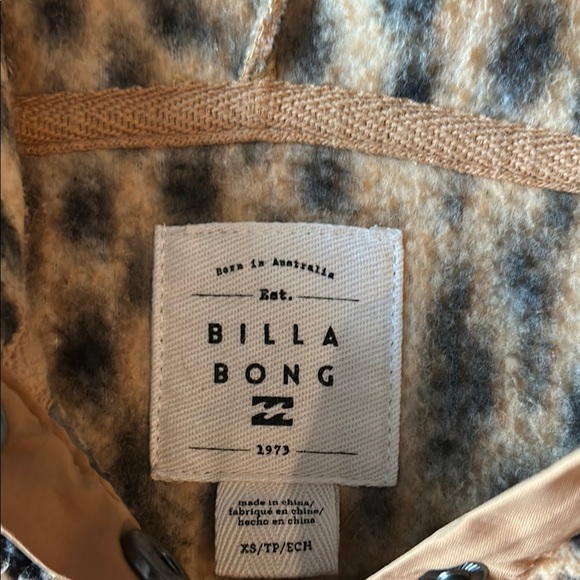 Born in Australia
Est.
BILLA
BONG
1973
made in china/
fabriqué en chine/
hecho en china
XS/TP/ECH